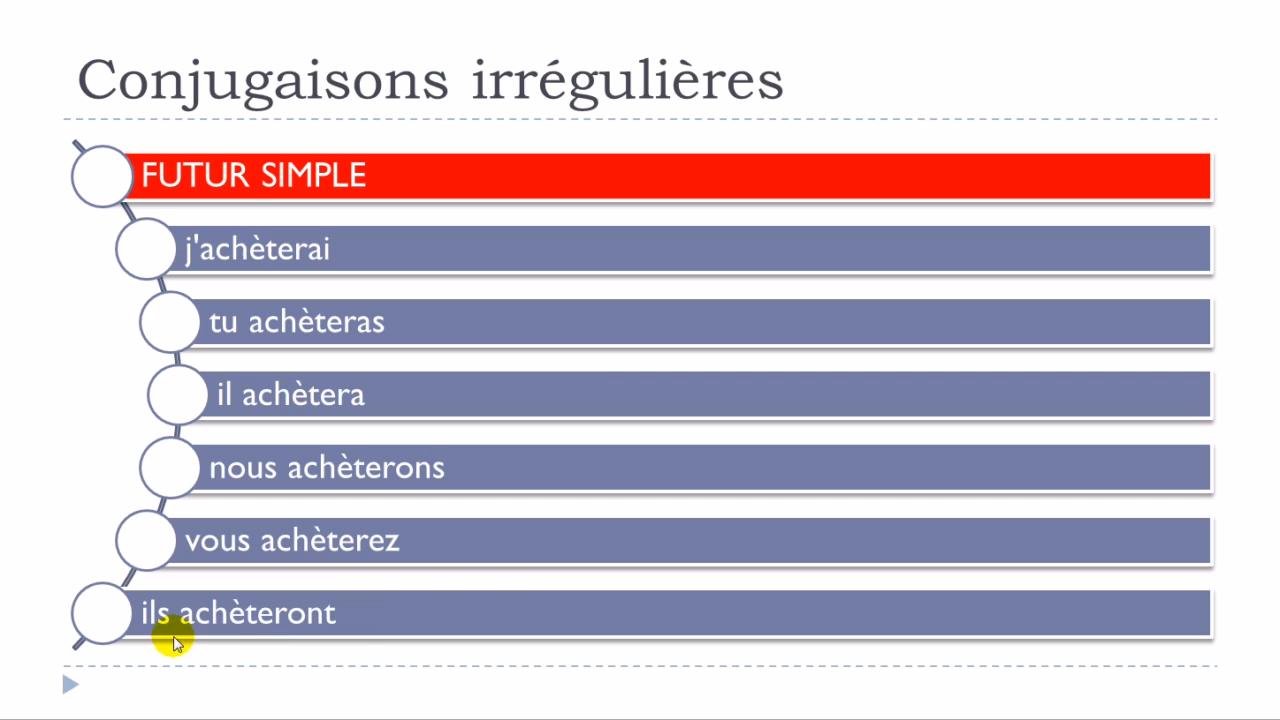 Conjugaisons irrégulières
FUTUR SIMPLE
j'achèterai
tu achèteras
il achètera
nous achèterons
vous achèterez
ils achèteront